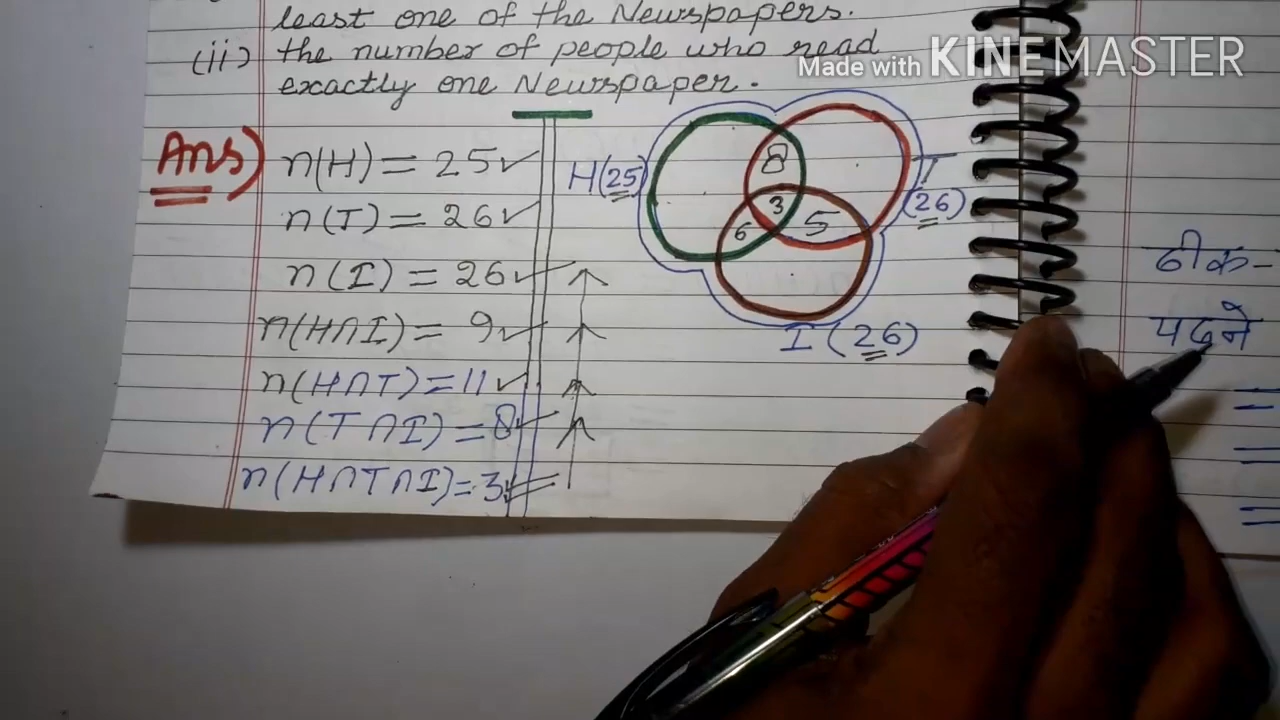 least one of the Newspapers.
(ii) the number of people who read
exactly one Newspaper.
Made with KINEMASTER
Ans)
n(H) = 25
n(T) = 26
n(I) = 26
n(H∩I) = 9
n(H∩T) = 11
n(T∩I) = 8
n(H∩T∩I) = 3
H(25)
T
(26)
I (26)
8
3
6
5
ठीक-
पढने